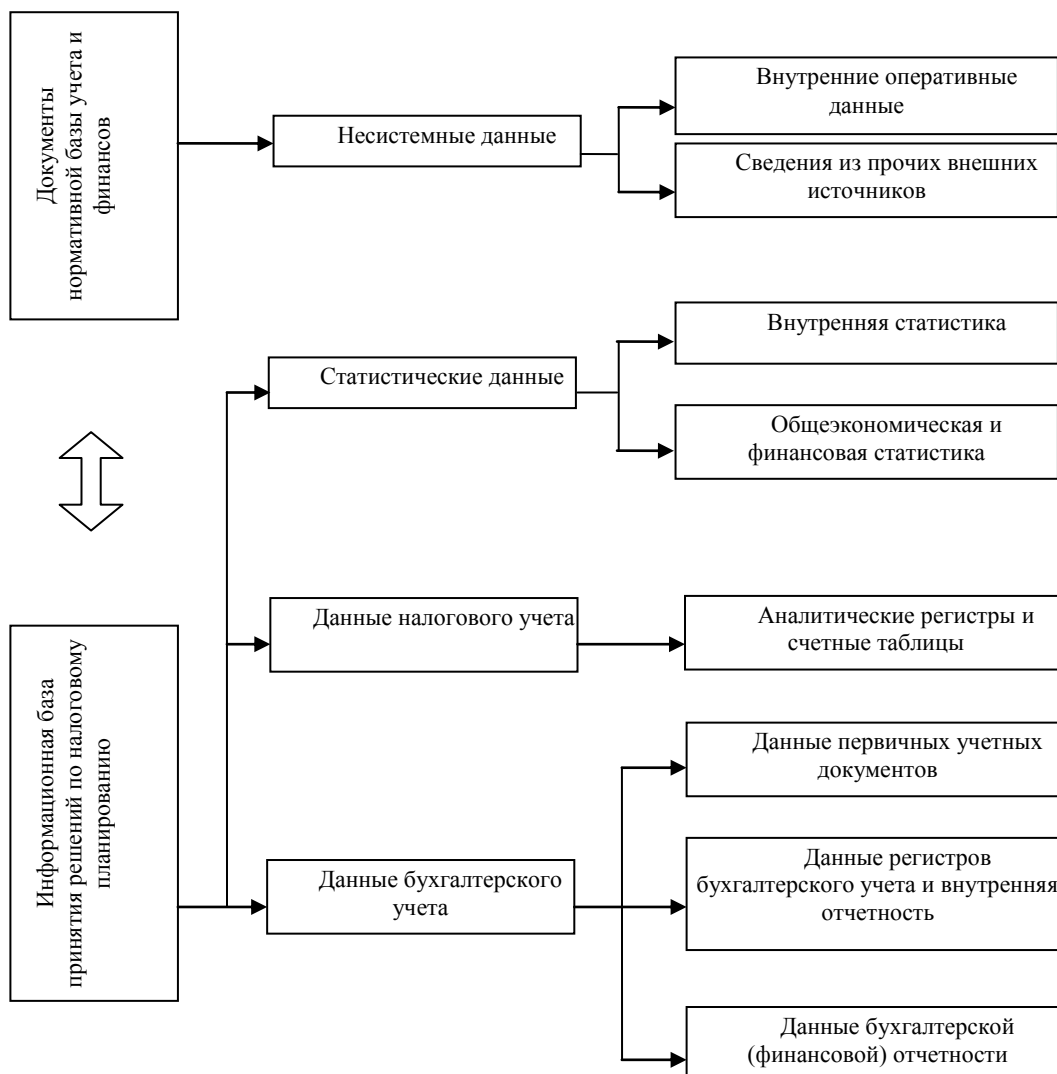 Документы
нормативной базы учета и
финансов
Несистемные данные
Внутренние оперативные
данные
Сведения из прочих внешних
источников
Статистические данные
Внутренняя статистика
Общеэкономическая и
финансовая статистика
Информационная база
принятия решений по налоговому
планированию
Данные налогового учета
Аналитические регистры и
счетные таблицы
Данные бухгалтерского
учета
Данные первичных учетных
документов
Данные регистров
бухгалтерского учета и внутренняя
отчетность
Данные бухгалтерской
(финансовой) отчетности